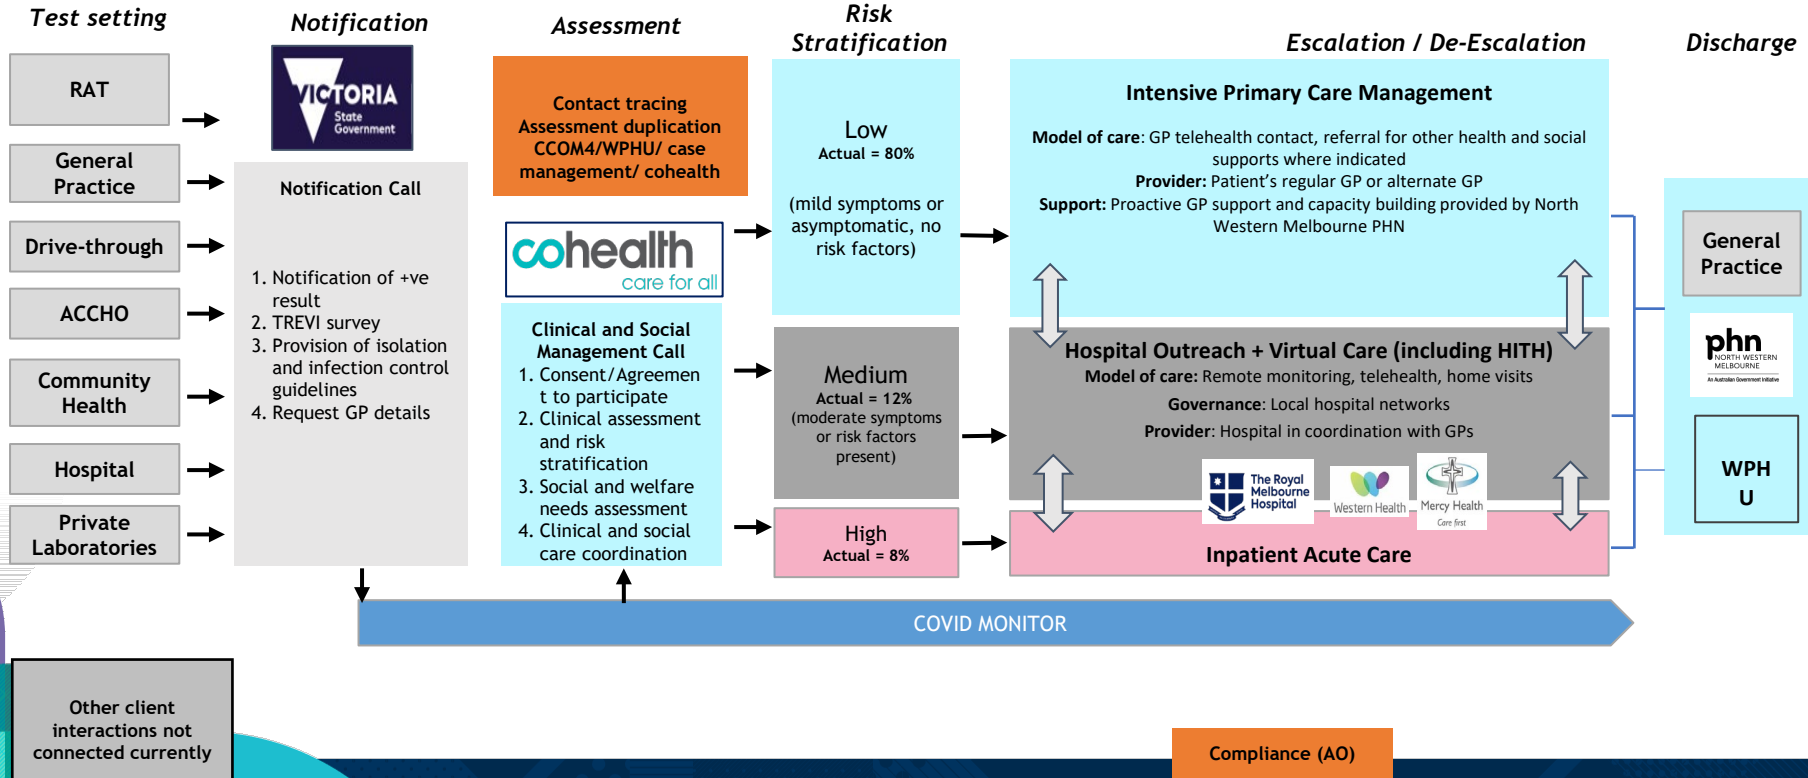 Test setting
Notification
Assessment
Risk
Stratification
Escalation / De-Escalation
Discharge
RAT
General
Practice
Drive-through
ACCHO
Community
Health
Hospital
Private
Laboratories
VICTORIA
State
Government
Notification Call
1. Notification of +ve
result
2. TREVI survey
3. Provision of isolation
and infection control
guidelines
4. Request GP details
Contact tracing
Assessment duplication
CCOM4/WPHU/ case
management/ cohealth
cohealth
care for all
Clinical and Social
Management Call
1. Consent/Agreemen
t to participate
2. Clinical assessment
and risk
stratification
3. Social and welfare
needs assessment
4. Clinical and social
care coordination
Low
Actual = 80%
(mild symptoms or
asymptomatic, no
risk factors)
Medium
Actual = 12%
(moderate symptoms
or risk factors
present)
High
Actual = 8%
Intensive Primary Care Management
Model of care: GP telehealth contact, referral for other health and social
supports where indicated
Provider: Patient's regular GP or alternate GP
Support: Proactive GP support and capacity building provided by North
Western Melbourne PHN
Hospital Outreach + Virtual Care (including HITH)
Model of care: Remote monitoring, telehealth, home visits
Governance: Local hospital networks
Provider: Hospital in coordination with GPs
The Royal
Melbourne
Hospital
Western Health
Mercy Health
Care first
Inpatient Acute Care
General
Practice
phn
NORTH WESTERN
MELBOURNE
An Australian Government Initiative
WPH
U
COVID MONITOR
Other client
interactions not
connected currently
Compliance (AO)